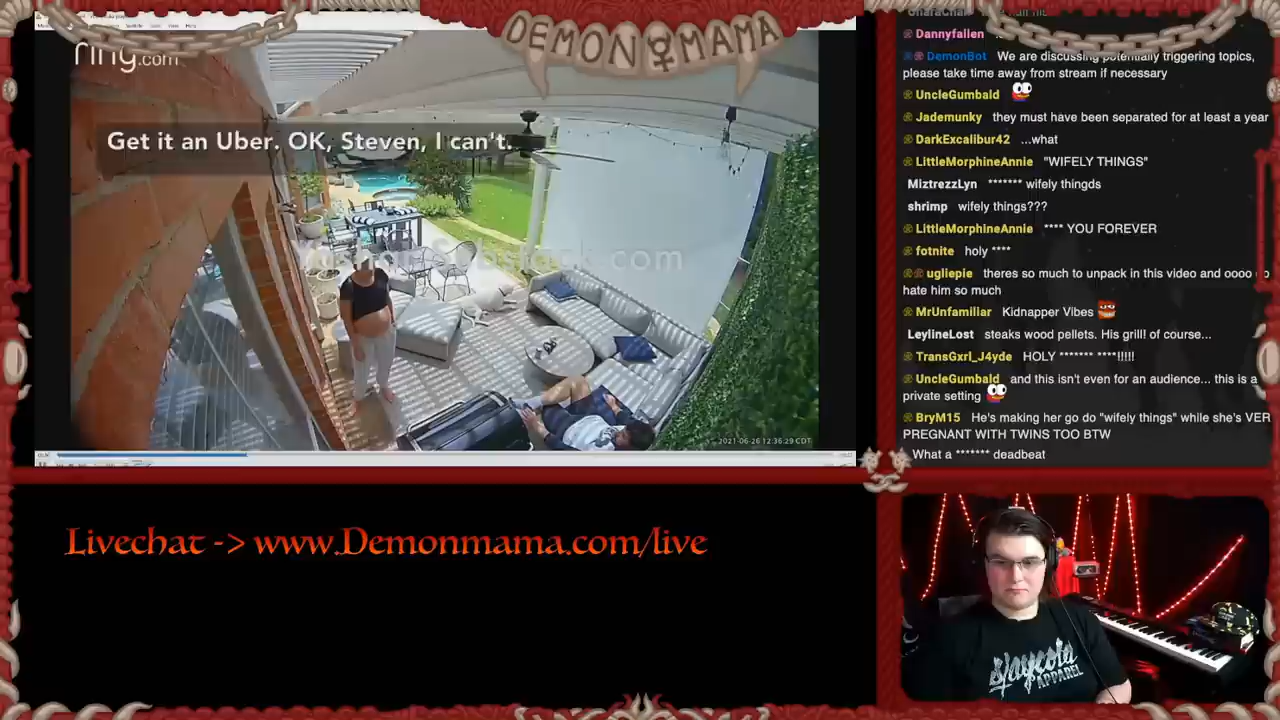 DEMON MAMA
ring.com
Get it an Uber. OK, Steven, I can't.
2021-06-26 12:36:29 CDT
Livechat -> www.Demonmama.com/live
Dannyfallen
DemonBot We are discussing potentially triggering topics,
please take time away from stream if necessary
UncleGumbald
Jademunky they must have been separated for at least a year
DarkExcalibur42 ...what
LittleMorphineAnnie "WIFELY THINGS"
MiztrezzLyn ******* wifely thingds
shrimp wifely things???
LittleMorphineAnnie **** YOU FOREVER
fotnite holy ****
ugliepie theres so much to unpack in this video and oooo do
hate him so much
MrUnfamiliar Kidnapper Vibes
LeylineLost steaks wood pellets. His grill! of course...
TransGxrl_J4yde HOLY ******* ****!!!!!
UncleGumbald and this isn't even for an audience... this is a
private setting
BryM15 He's making her go do "wifely things" while she's VER
PREGNANT WITH TWINS TOO BTW
What a ******* deadbeat
slaycold
APPAREL